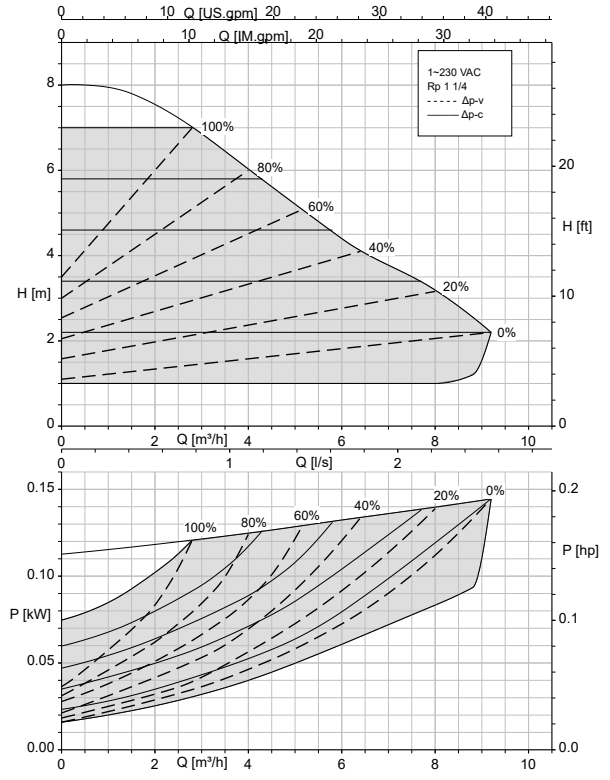 0 10 20 30 40
Q [US.gpm]
0 10 20 30
Q [IM.gpm]
1~230 VAC
Rp 1 1/4
Δp-v
Δp-c
8
100%
80%
6
20
60%
H [ft]
4
40%
H [m]
20%
10
2
0%
0 0
0 2 4 6 8 10
Q [m³/h]
0 1 2
Q [l/s]
0.15
0.2
100% 80% 60% 40% 20% 0%
0.10
P [hp]
P [kW]
0.1
0.05
0.00 0.0
0 2 4 6 8 10
Q [m³/h]